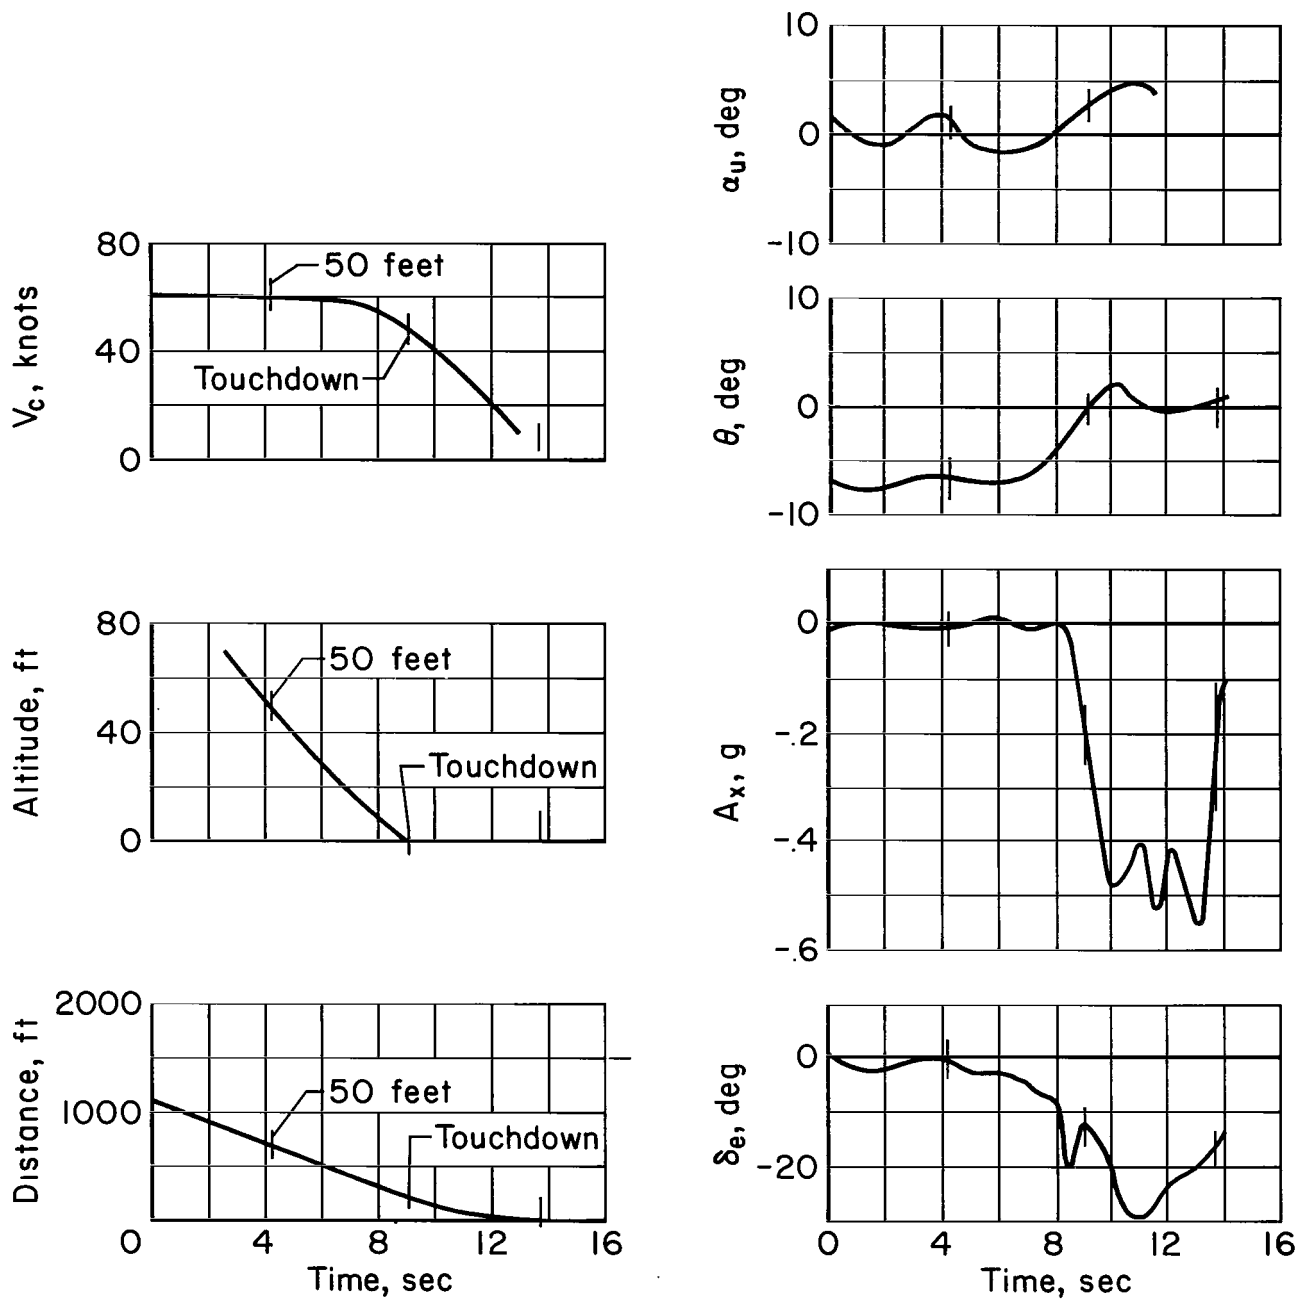 80
40
0
V_c, knots
50 feet
Touchdown
80
40
0
Altitude, ft
50 feet
Touchdown
2000
1000
0
Distance, ft
50 feet
Touchdown
4
8
12
16
Time, sec
10
0
-10
α_u, deg
10
0
-10
θ, deg
0
-.2
-.4
-.6
A_x, g
0
-20
δ_e, deg
0
4
8
12
16
Time, sec